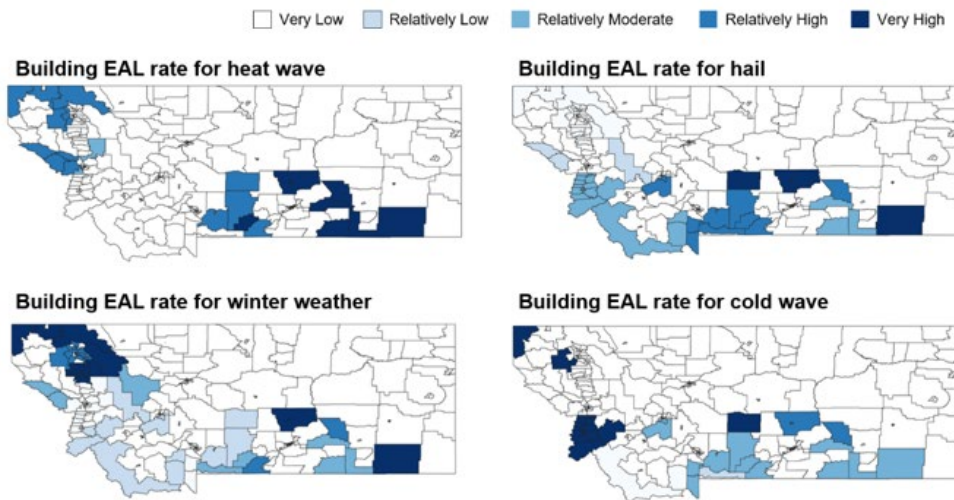 Very Low Relatively Low Relatively Moderate Relatively High Very High
Building EAL rate for heat wave
Building EAL rate for hail
Building EAL rate for winter weather
Building EAL rate for cold wave